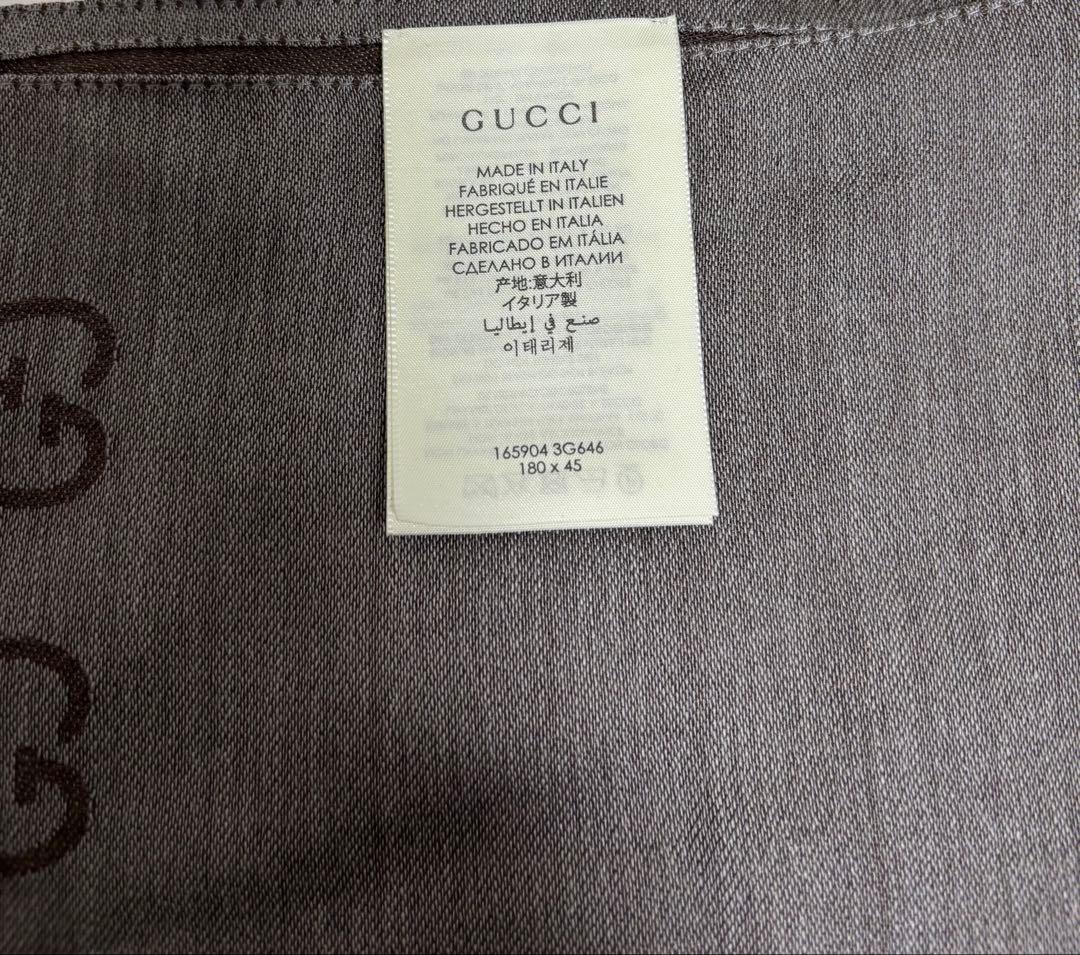 GUCCI
MADE IN ITALY
FABRIQUÉ EN ITALIE
HERGESTELLT IN ITALIEN
HECHO EN ITALIA
FABRICADO EM ITÁLIA
СДЕЛАНО В ИТАЛИИ
产地:意大利
イタリア製
صنع في إيطاليا
이태리제
165904 3G646
180 x 45